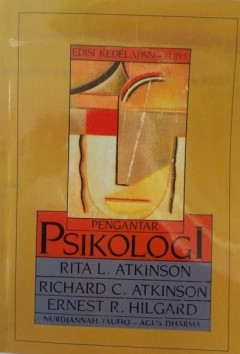 EDISI KEDELAPAN – JILID 1
PENGANTAR
PSIKOLOGI
RITA L. ATKINSON
RICHARD C. ATKINSON
ERNEST R. HILGARD
NURDJANNAH TAUFIQ – AGUS DHARMA